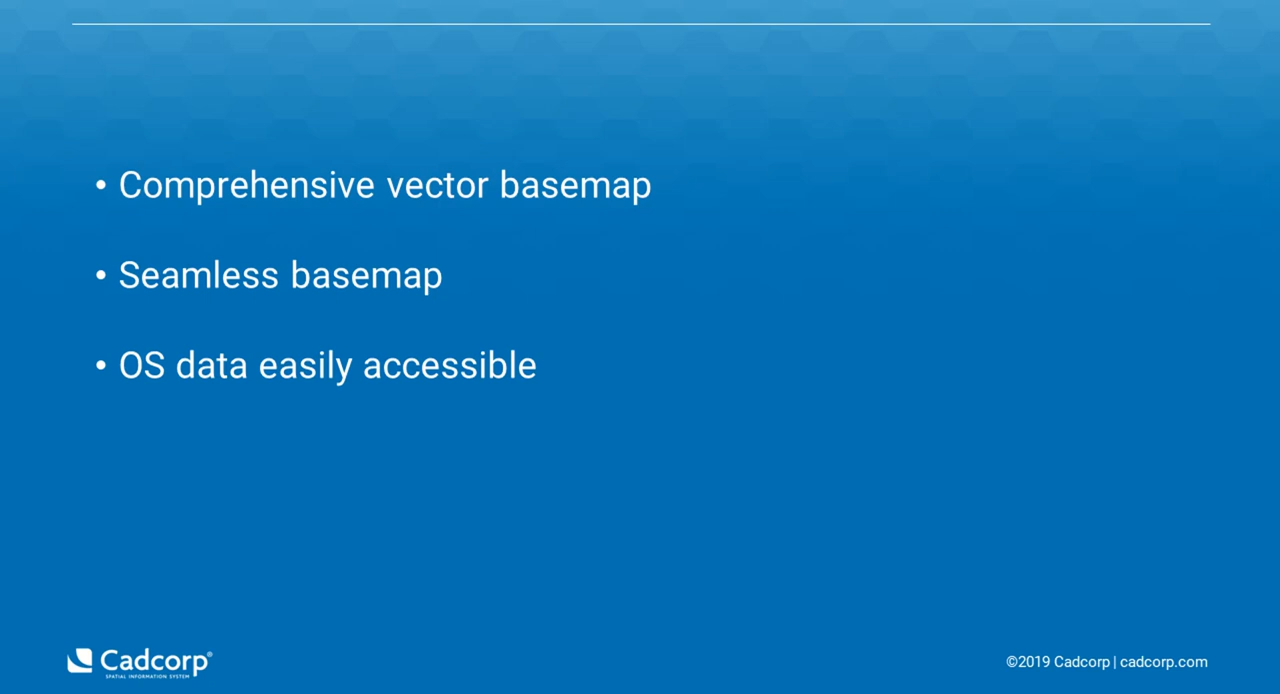 • Comprehensive vector basemap
• Seamless basemap
• OS data easily accessible
Cadcorp®
SPATIAL INFORMATION SYSTEM
©2019 Cadcorp | cadcorp.com